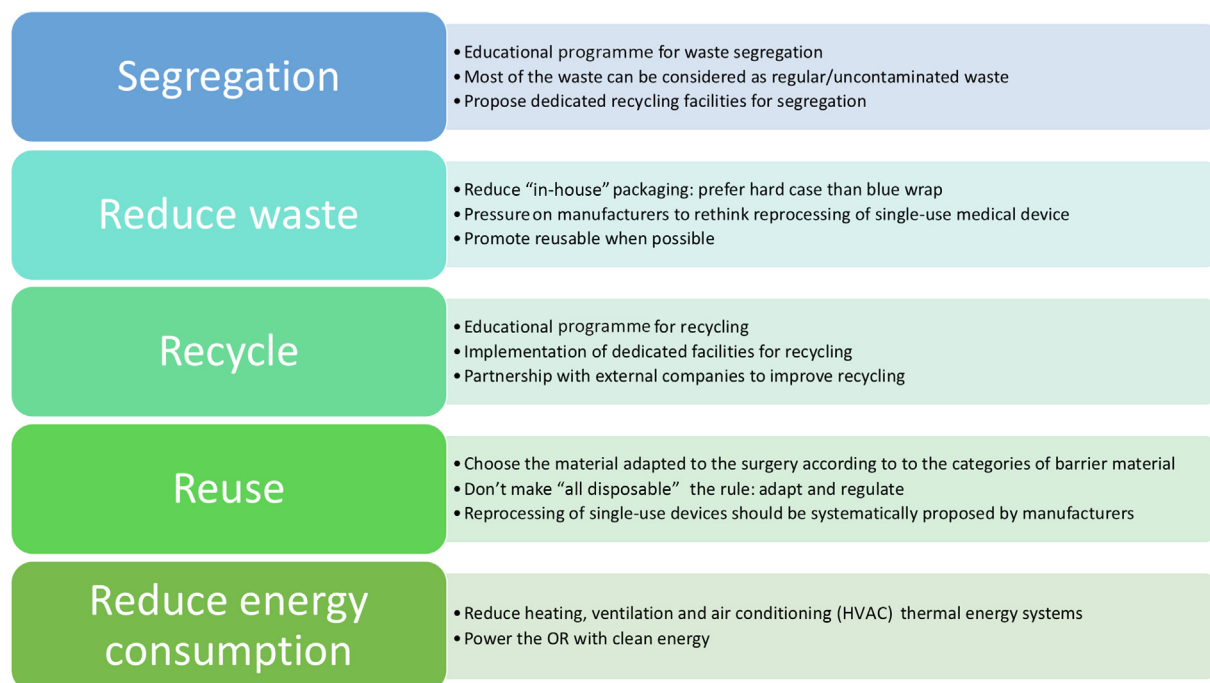 Segregation
•Educational programme for waste segregation
•Most of the waste can be considered as regular/uncontaminated waste
•Propose dedicated recycling facilities for segregation
Reduce waste
•Reduce “in-house” packaging: prefer hard case than blue wrap
•Pressure on manufacturers to rethink reprocessing of single-use medical device
•Promote reusable when possible
Recycle
•Educational programme for recycling
•Implementation of dedicated facilities for recycling
•Partnership with external companies to improve recycling
Reuse
•Choose the material adapted to the surgery according to to the categories of barrier material
•Don’t make “all disposable” the rule: adapt and regulate
•Reprocessing of single-use devices should be systematically proposed by manufacturers
Reduce energy
consumption
•Reduce heating, ventilation and air conditioning (HVAC) thermal energy systems
•Power the OR with clean energy